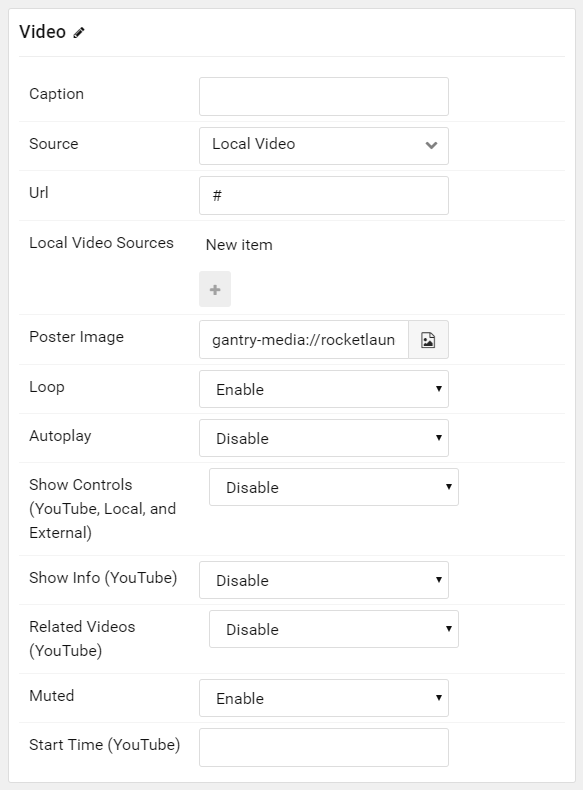 Video
Caption
Source
Local Video
Url
#
Local Video Sources
New item
+
Poster Image
gantry-media://rocketlaun
Loop
Enable
Autoplay
Disable
Show Controls
(YouTube, Local, and
External)
Disable
Show Info (YouTube)
Disable
Related Videos
(YouTube)
Disable
Muted
Enable
Start Time (YouTube)